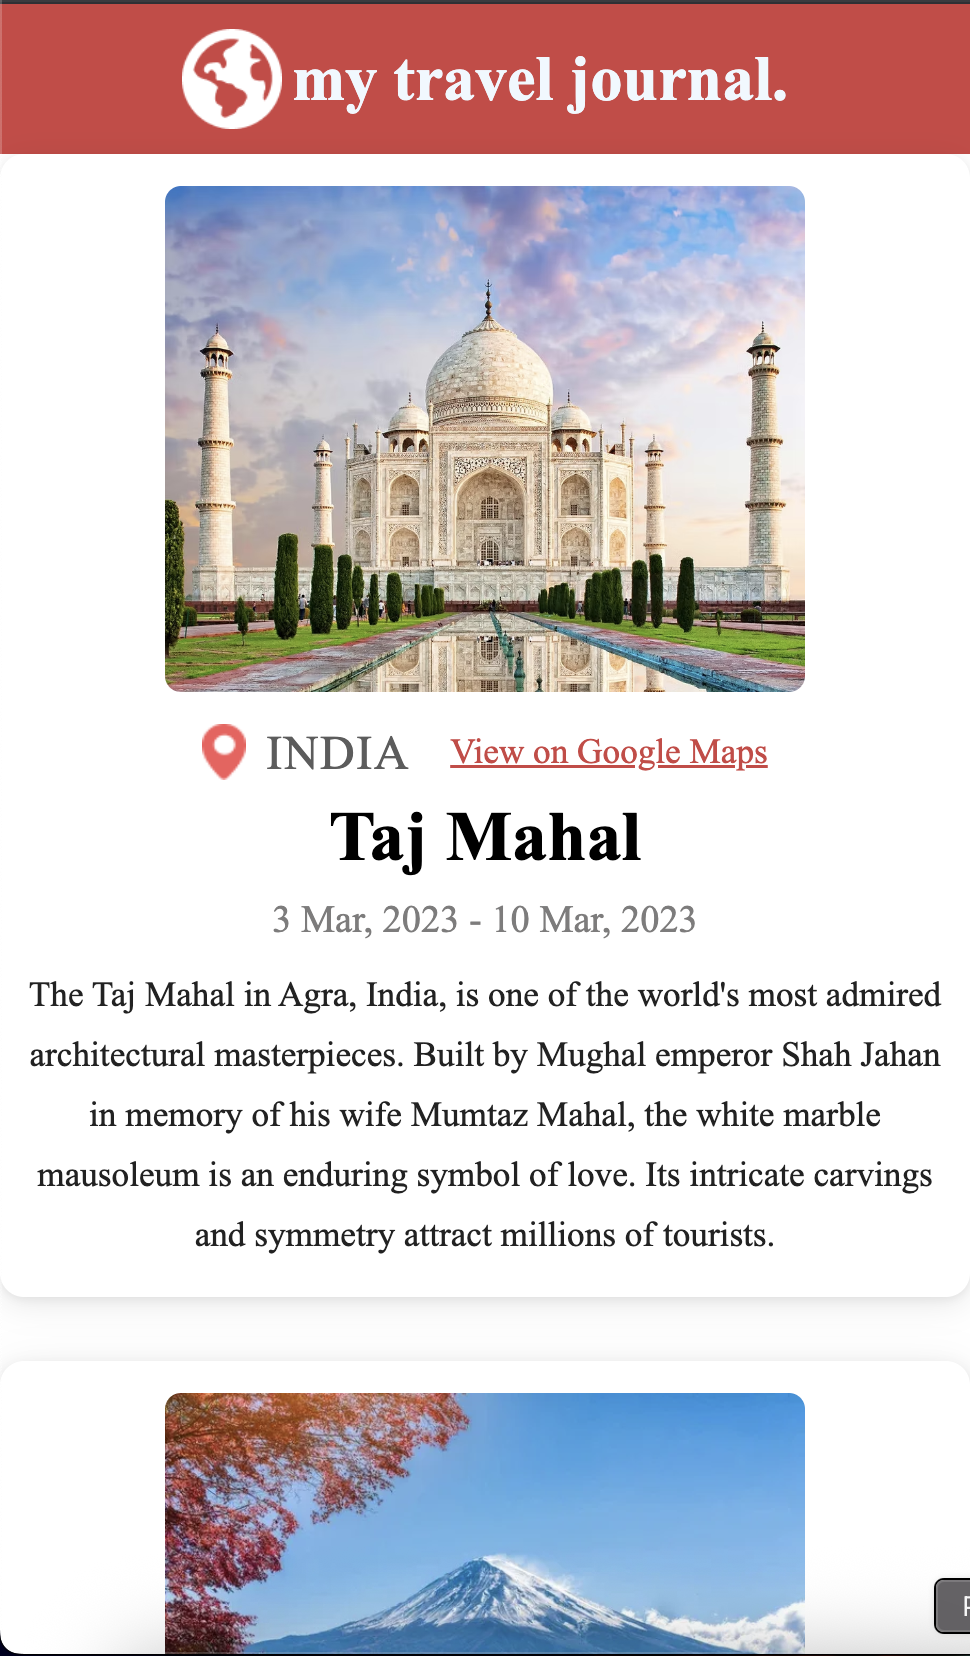 my travel journal.
INDIA View on Google Maps
Taj Mahal
3 Mar, 2023 - 10 Mar, 2023
The Taj Mahal in Agra, India, is one of the world's most admired
architectural masterpieces. Built by Mughal emperor Shah Jahan
in memory of his wife Mumtaz Mahal, the white marble
mausoleum is an enduring symbol of love. Its intricate carvings
and symmetry attract millions of tourists.